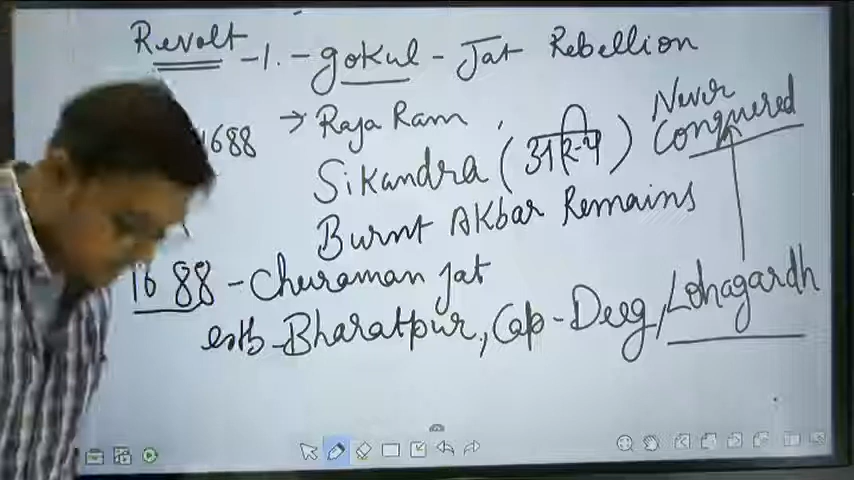 Revolt - 1. - gokul - Jat Rebellion
1688 → Raja Ram,
Never
Conquered
Sikandra (
)
Burnt Akbar Remains
1688 - Churaman Jat
estb - Bharatpur, Cap - Deeg, Lohagardh